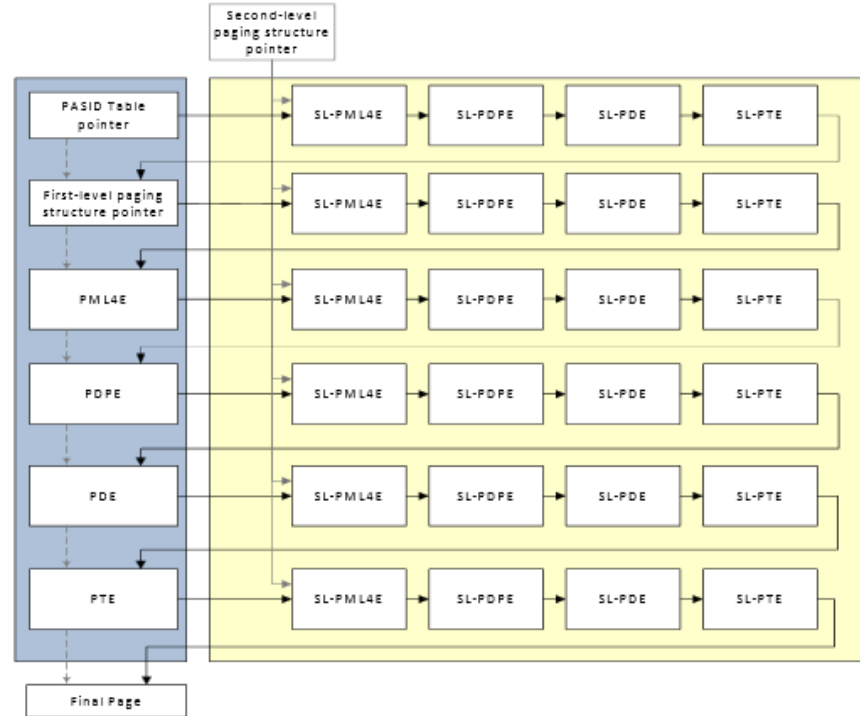 Second-level
paging structure
pointer
PASID Table
pointer
SL-PML4E
SL-PDPE
SL-PDE
SL-PTE
First-level paging
structure pointer
SL-PML4E
SL-PDPE
SL-PDE
SL-PTE
PML4E
SL-PML4E
SL-PDPE
SL-PDE
SL-PTE
PDPE
SL-PML4E
SL-PDPE
SL-PDE
SL-PTE
PDE
SL-PML4E
SL-PDPE
SL-PDE
SL-PTE
PTE
SL-PML4E
SL-PDPE
SL-PDE
SL-PTE
Final Page